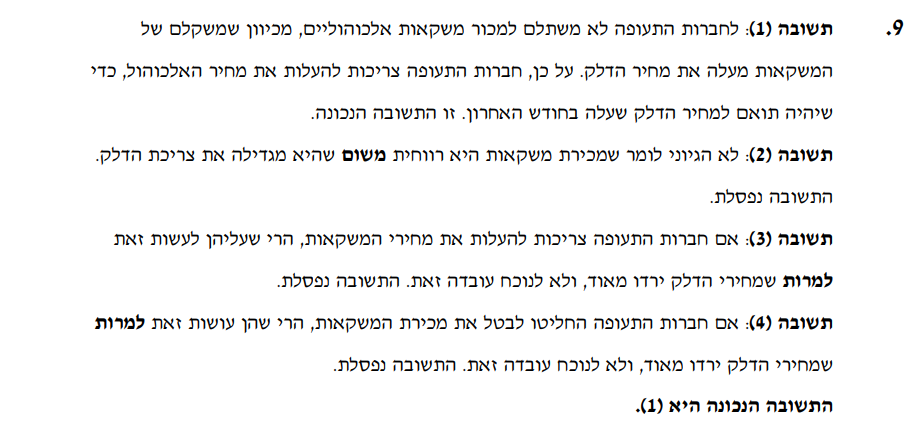 9. תשובה (1): לחברות התעופה לא משתלם למכור משקאות אלכוהוליים, מכיוון שמשקלם של
המשקאות מעלה את מחיר הדלק. על כן, חברות התעופה צריכות להעלות את מחיר האלכוהול, כדי
שיהיה תואם למחיר הדלק שעלה בחודש האחרון. זו התשובה הנכונה.
תשובה (2): לא הגיוני לומר שמכירת משקאות היא רווחית משום שהיא מגדילה את צריכת הדלק.
התשובה נפסלת.
תשובה (3): אם חברות התעופה צריכות להעלות את מחירי המשקאות, הרי שעליהן לעשות זאת
למרות שמחירי הדלק ירדו מאוד, ולא לנוכח עובדה זאת. התשובה נפסלת.
תשובה (4): אם חברות התעופה החליטו לבטל את מכירת המשקאות, הרי שהן עושות זאת למרות
שמחירי הדלק ירדו מאוד, ולא לנוכח עובדה זאת. התשובה נפסלת.
התשובה הנכונה היא (1).